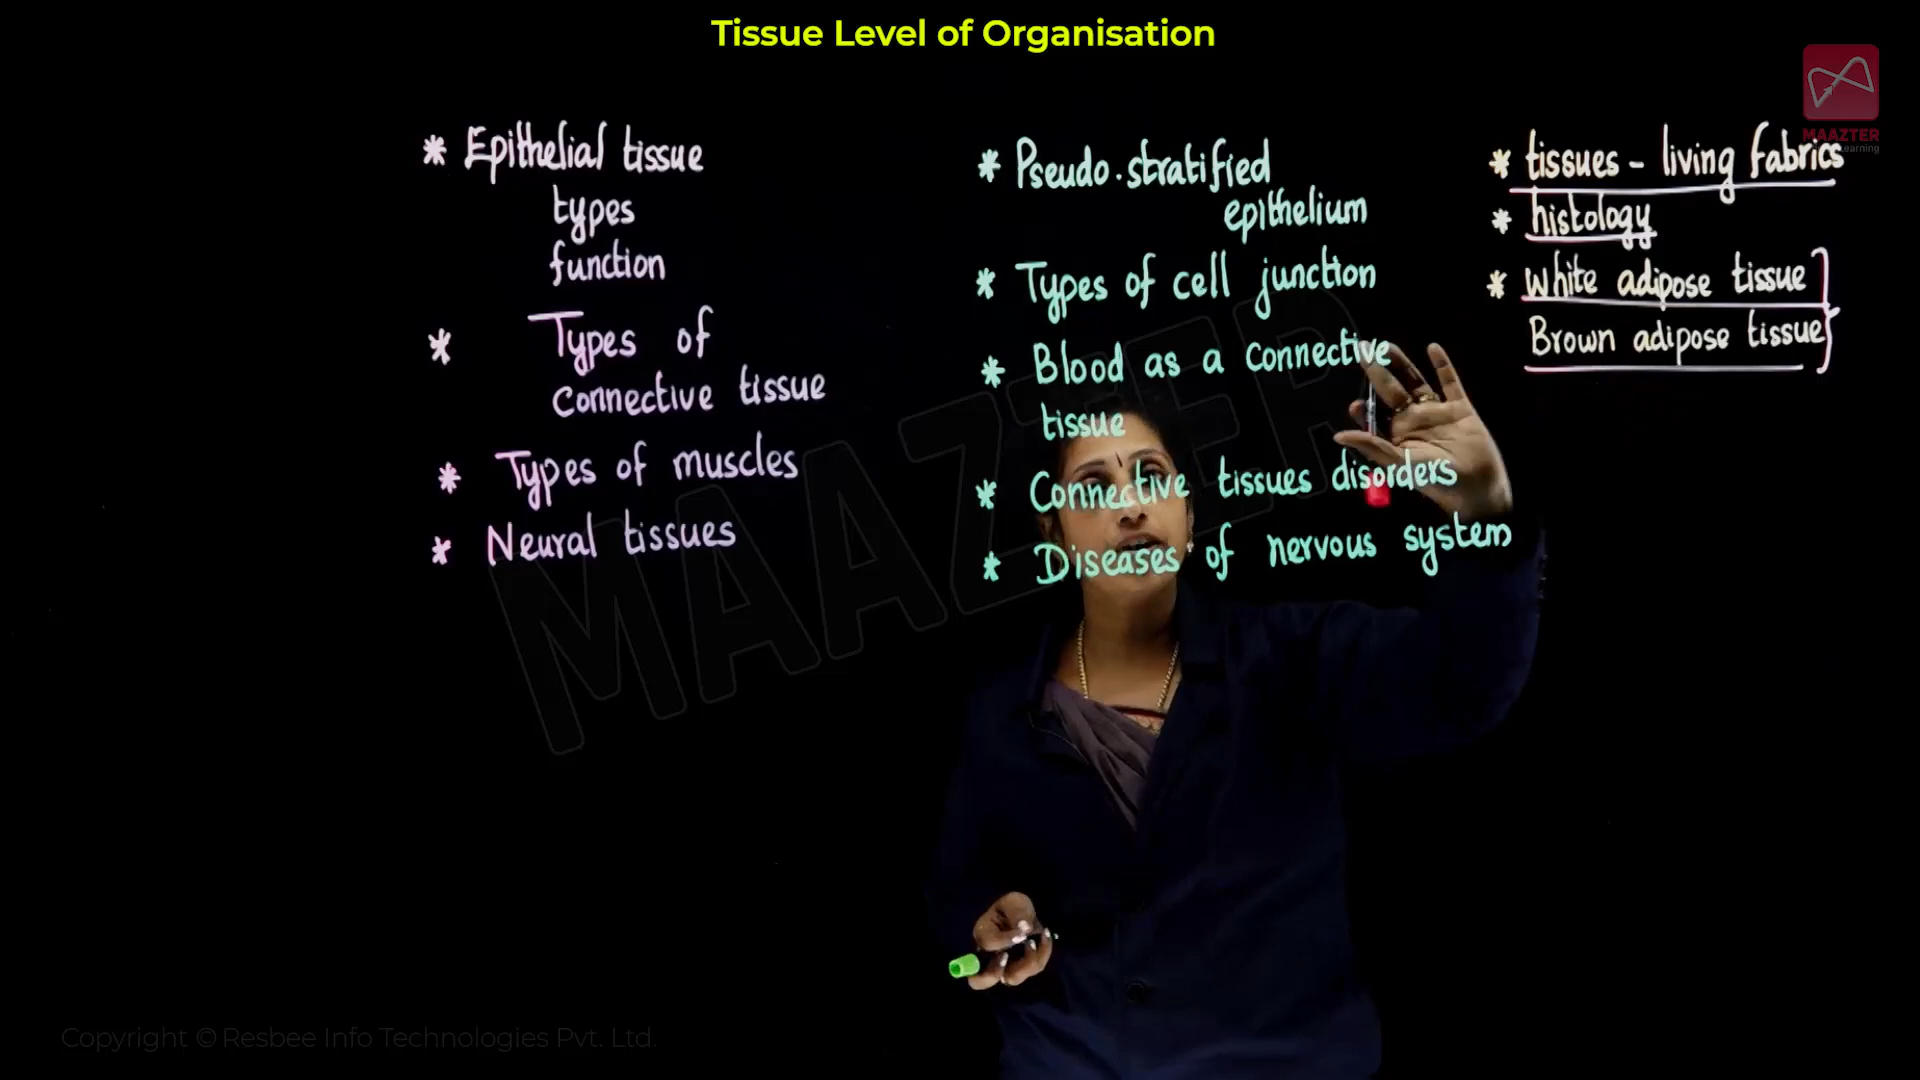 Tissue Level of Organisation
MAAZTER
Learning
* Epithelial tissue
types
function
* Types of
connective tissue
* Types of muscles
* Neural tissues
* Pseudo.stratified
epithelium
* Types of cell junction
* Blood as a connective
tissue
* Connective tissues disorders
* Diseases of nervous system
* tissues - living fabrics
* histology
* white adipose tissue
Brown adipose tissue
MAAZTER
Copyright © Resbee Info Technologies Pvt. Ltd.